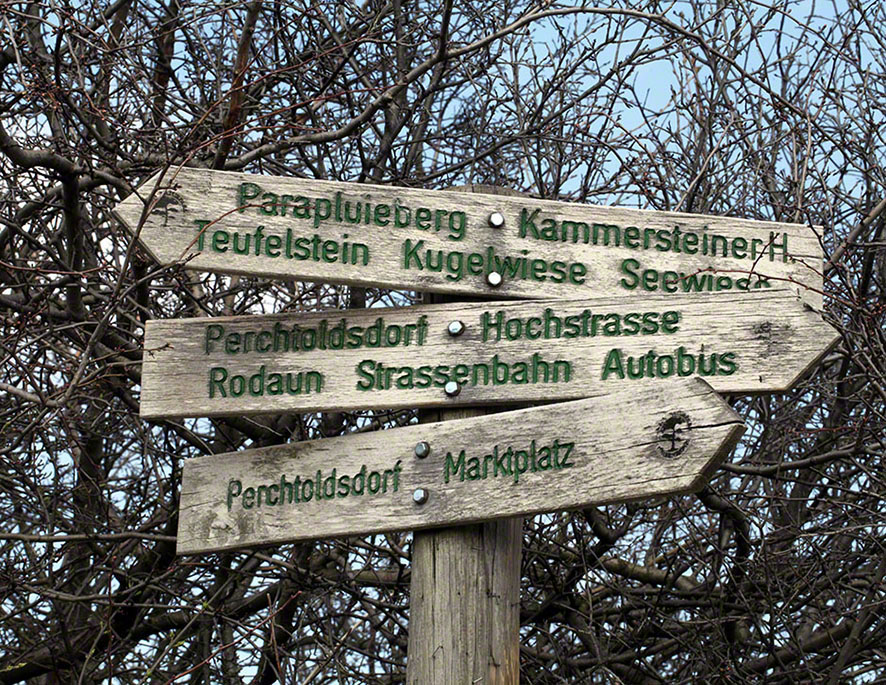 Parapluieberg Kammersteiner H.
Teufelstein Kugelwiese Seewiese
Perchtoldsdorf Hochstrasse
Rodaun Strassenbahn Autobus
Perchtoldsdorf Marktplatz